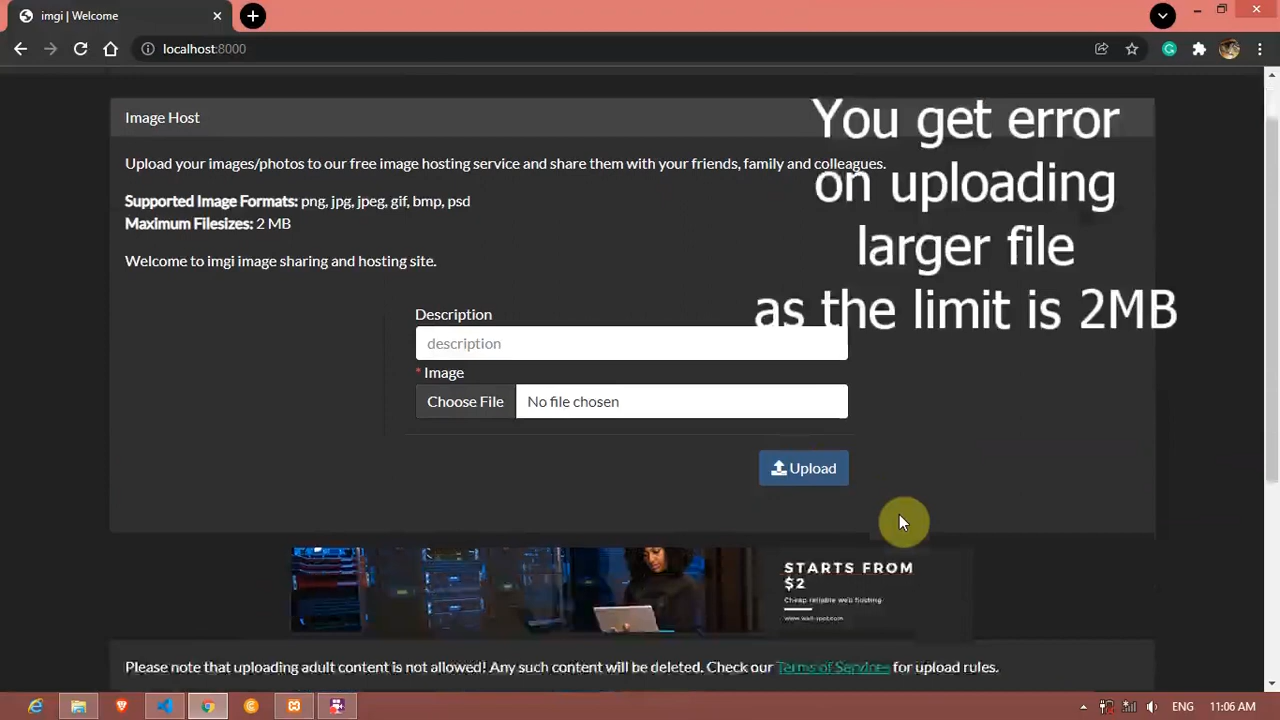 imgi | Welcome
localhost:8000
Image Host
You get error
on uploading
larger file
as the limit is 2MB
Upload your images/photos to our free image hosting service and share them with your friends, family and colleagues.
Supported Image Formats: png, jpg, jpeg, gif, bmp, psd
Maximum Filesizes: 2 MB
Welcome to imgi image sharing and hosting site.
Description
description
* Image
Choose File No file chosen
Upload
STARTS FROM
$2
Cheap reliable web hosting
Please note that uploading adult content is not allowed! Any such content will be deleted. Check our Terms of Services for upload rules.
ENG 11:06 AM